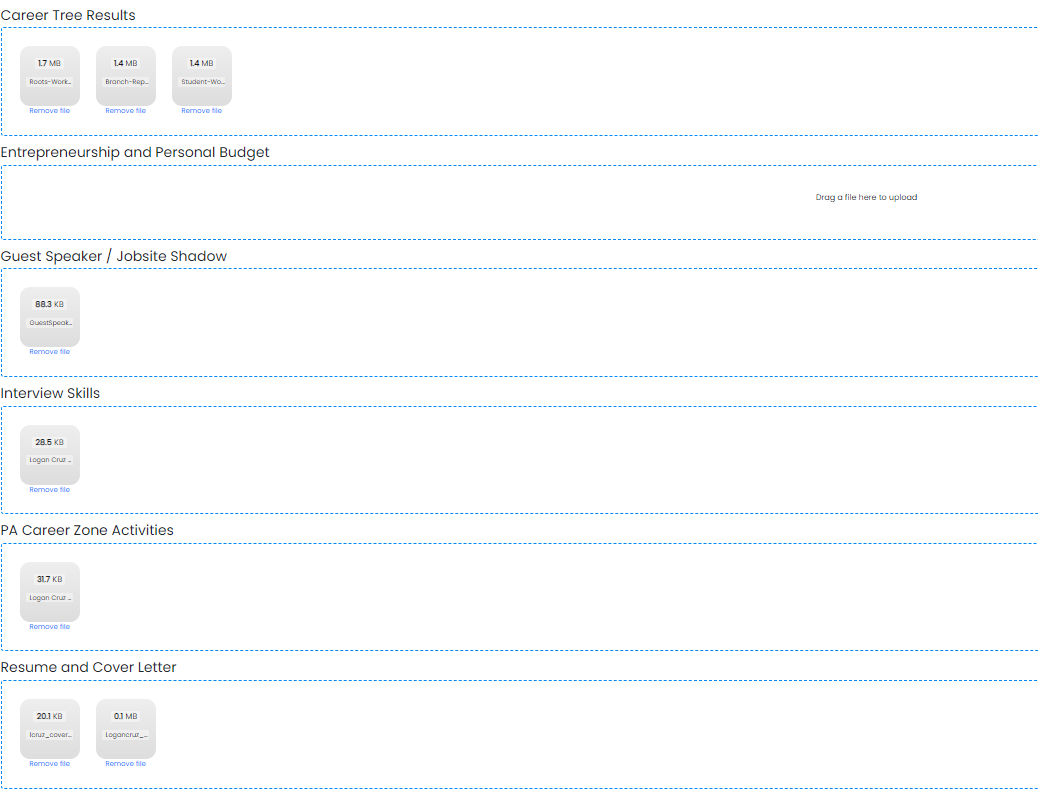 Career Tree Results
1.7 MB 1.4 MB 1.4 MB
Roots-Work... Branch-Rep... Student-Wo...
Remove file Remove file Remove file
Entrepreneurship and Personal Budget
Drag a file here to upload
Guest Speaker / Jobsite Shadow
88.3 KB
GuestSpeak...
Remove file
Interview Skills
28.5 KB
Logan Cruz ...
Remove file
PA Career Zone Activities
31.7 KB
Logan Cruz ...
Remove file
Resume and Cover Letter
20.1 KB 0.1 MB
lcruz_cover... Logancruz_...
Remove file Remove file